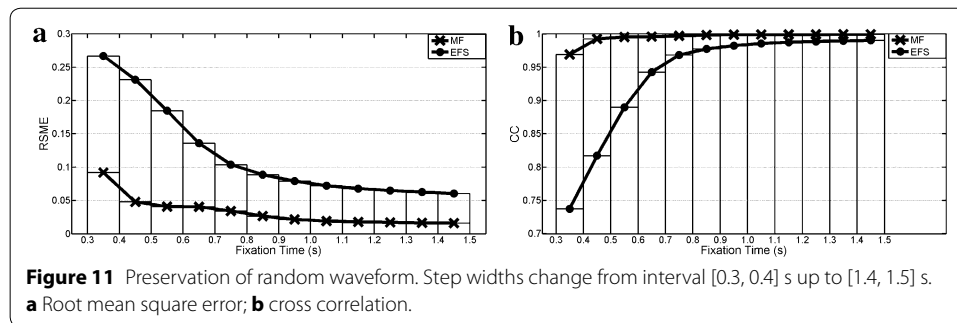 a
0.3
0.25
0.2
0.15
0.1
0.05
0
RSME
0.3 0.4 0.5 0.6 0.7 0.8 0.9 1.0 1.1 1.2 1.3 1.4 1.5
Fixation Time (s)
MF
EFS
b
1
0.95
0.9
0.85
0.8
0.75
0.7
CC
0.3 0.4 0.5 0.6 0.7 0.8 0.9 1.0 1.1 1.2 1.3 1.4 1.5
Fixation Time (s)
MF
EFS
Figure 11 Preservation of random waveform. Step widths change from interval [0.3, 0.4] s up to [1.4, 1.5] s.
a Root mean square error; b cross correlation.